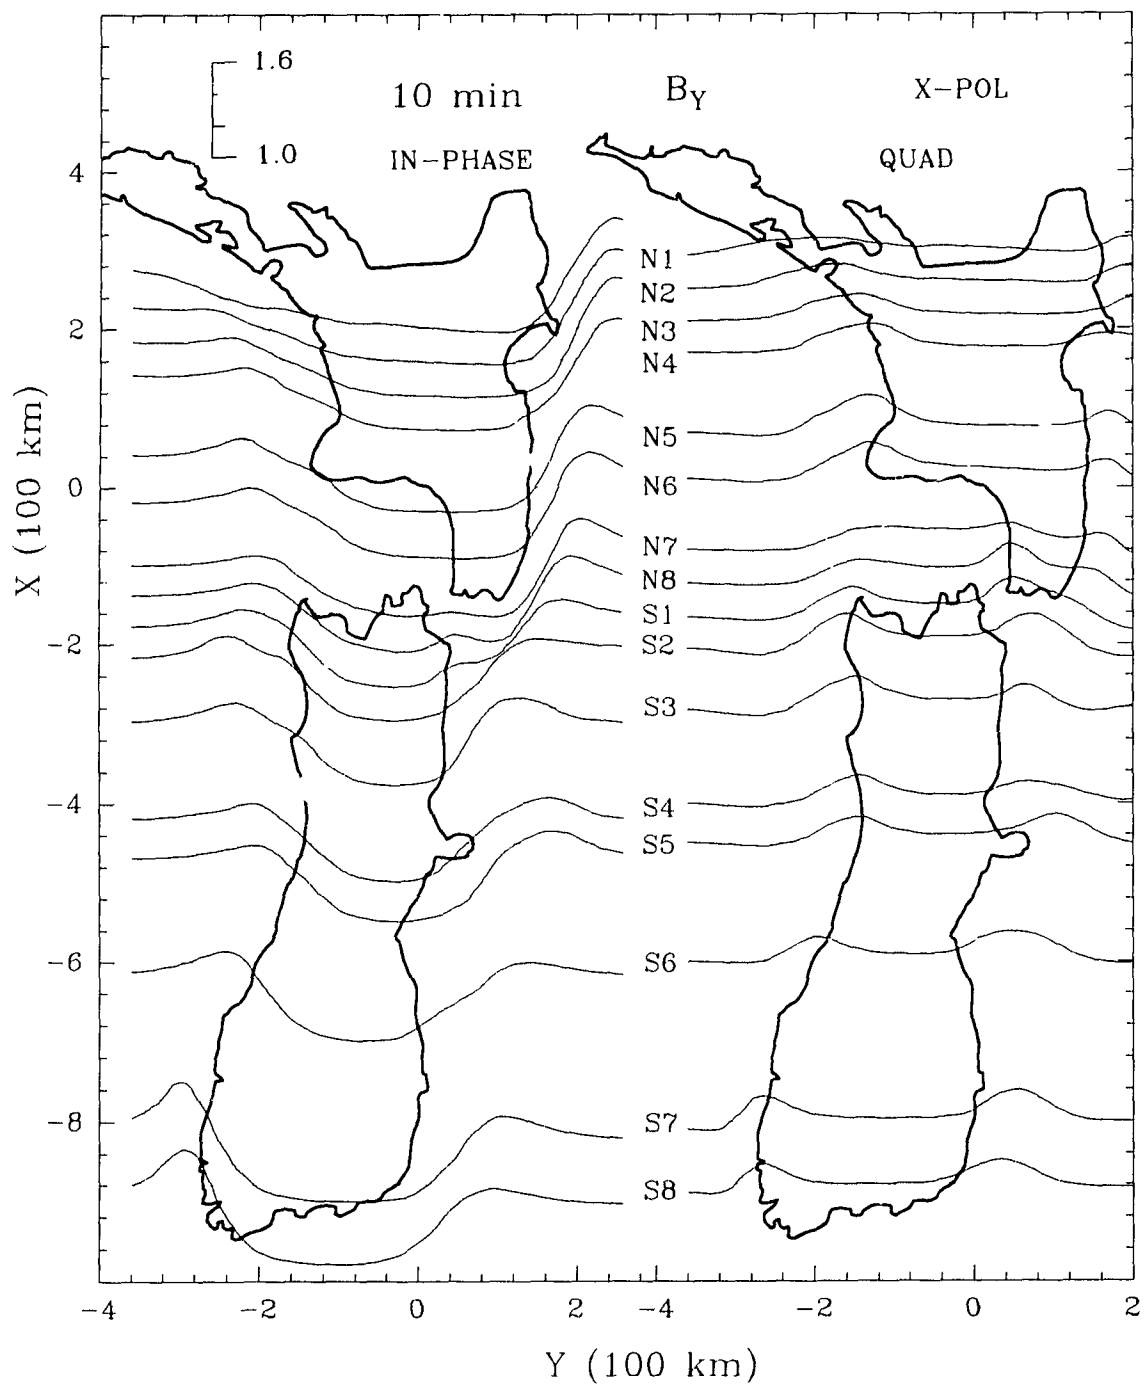 1.6
10 min
B_Y
X-POL
1.0
IN-PHASE
QUAD
4
N1
N2
2
N3
N4
N5
0
N6
N7
N8
S1
-2
S2
S3
-4
S4
S5
-6
S6
-8
S7
S8
X (100 km)
-4
-2
0
2
-4
-2
0
2
Y (100 km)